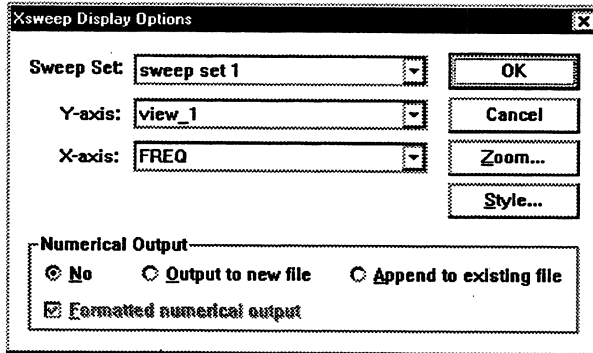 Xsweep Display Options
Sweep Set: sweep set 1
OK
Y-axis: view_1
Cancel
X-axis: FREQ
Zoom...
Style...
Numerical Output
No Output to new file Append to existing file
Formatted numerical output